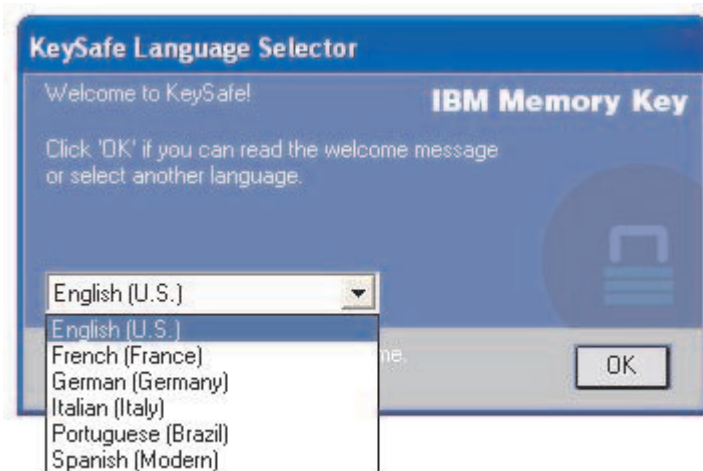 KeySafe Language Selector
Welcome to KeySafe!
IBM Memory Key
Click 'OK' if you can read the welcome message
or select another language.
English (U.S.)
English (U.S.)
French (France)
German (Germany)
Italian (Italy)
Portuguese (Brazil)
Spanish (Modern)
OK